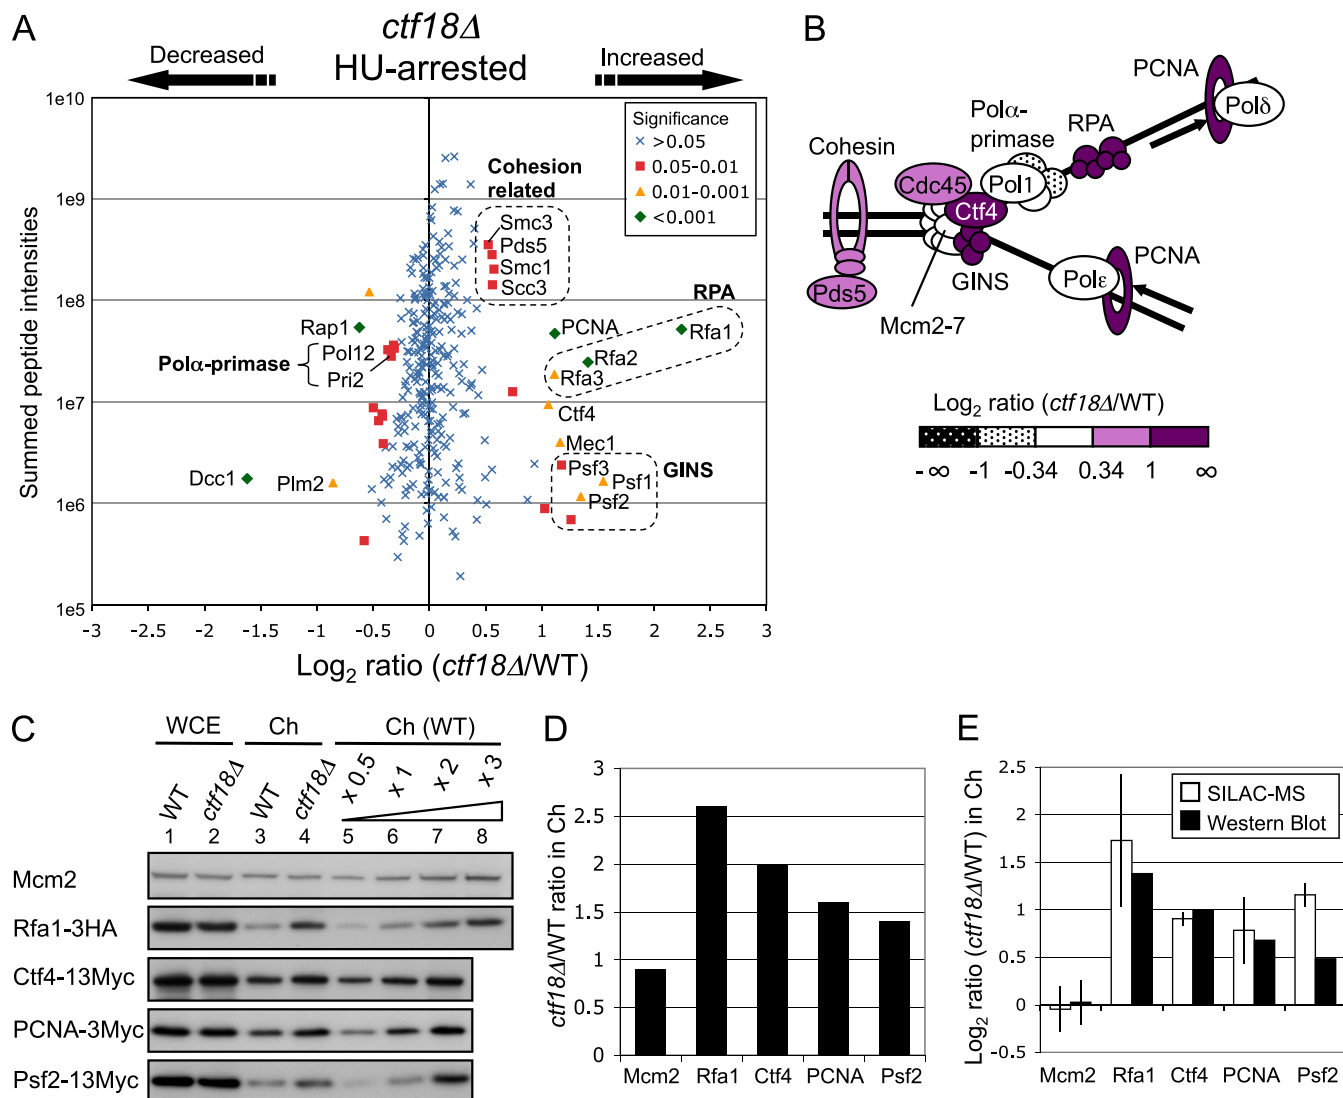 A
ctf18Δ
HU-arrested
Decreased
Increased
1e10
1e9
1e8
1e7
1e6
1e5
Summed peptide intensities
Significance
>0.05
0.05-0.01
0.01-0.001
<0.001
Cohesion
related
Smc3
Pds5
Smc1
Scc3
RPA
Rap1
PCNA
Rfa1
Polα-primase
Pol12
Pri2
Rfa2
Rfa3
Ctf4
Mec1
Psf3
GINS
Psf1
Psf2
Dcc1
Plm2
-3 -2.5 -2 -1.5 -1 -0.5 0 0.5 1 1.5 2 2.5 3
Log2 ratio (ctf18Δ/WT)
B
PCNA
Polδ
Polα-
primase
RPA
Cohesin
Cdc45
Pol1
Ctf4
PCNA
Polε
GINS
Pds5
Mcm2-7
Log2 ratio (ctf18Δ/WT)
-∞ -1 -0.34 0.34 1 ∞
C
WCE Ch Ch (WT)
WT ctf18Δ WT ctf18Δ x 0.5 x 1 x 2 x 3
1 2 3 4 5 6 7 8
Mcm2
Rfa1-3HA
Ctf4-13Myc
PCNA-3Myc
Psf2-13Myc
D
ctf18Δ/WT ratio in Ch
3
2.5
2
1.5
1
0.5
0
Mcm2 Rfa1 Ctf4 PCNA Psf2
E
Log2 ratio (ctf18Δ/WT) in Ch
2.5
2
1.5
1
0.5
0
-0.5
SILAC-MS
Western Blot
Mcm2 Rfa1 Ctf4 PCNA Psf2